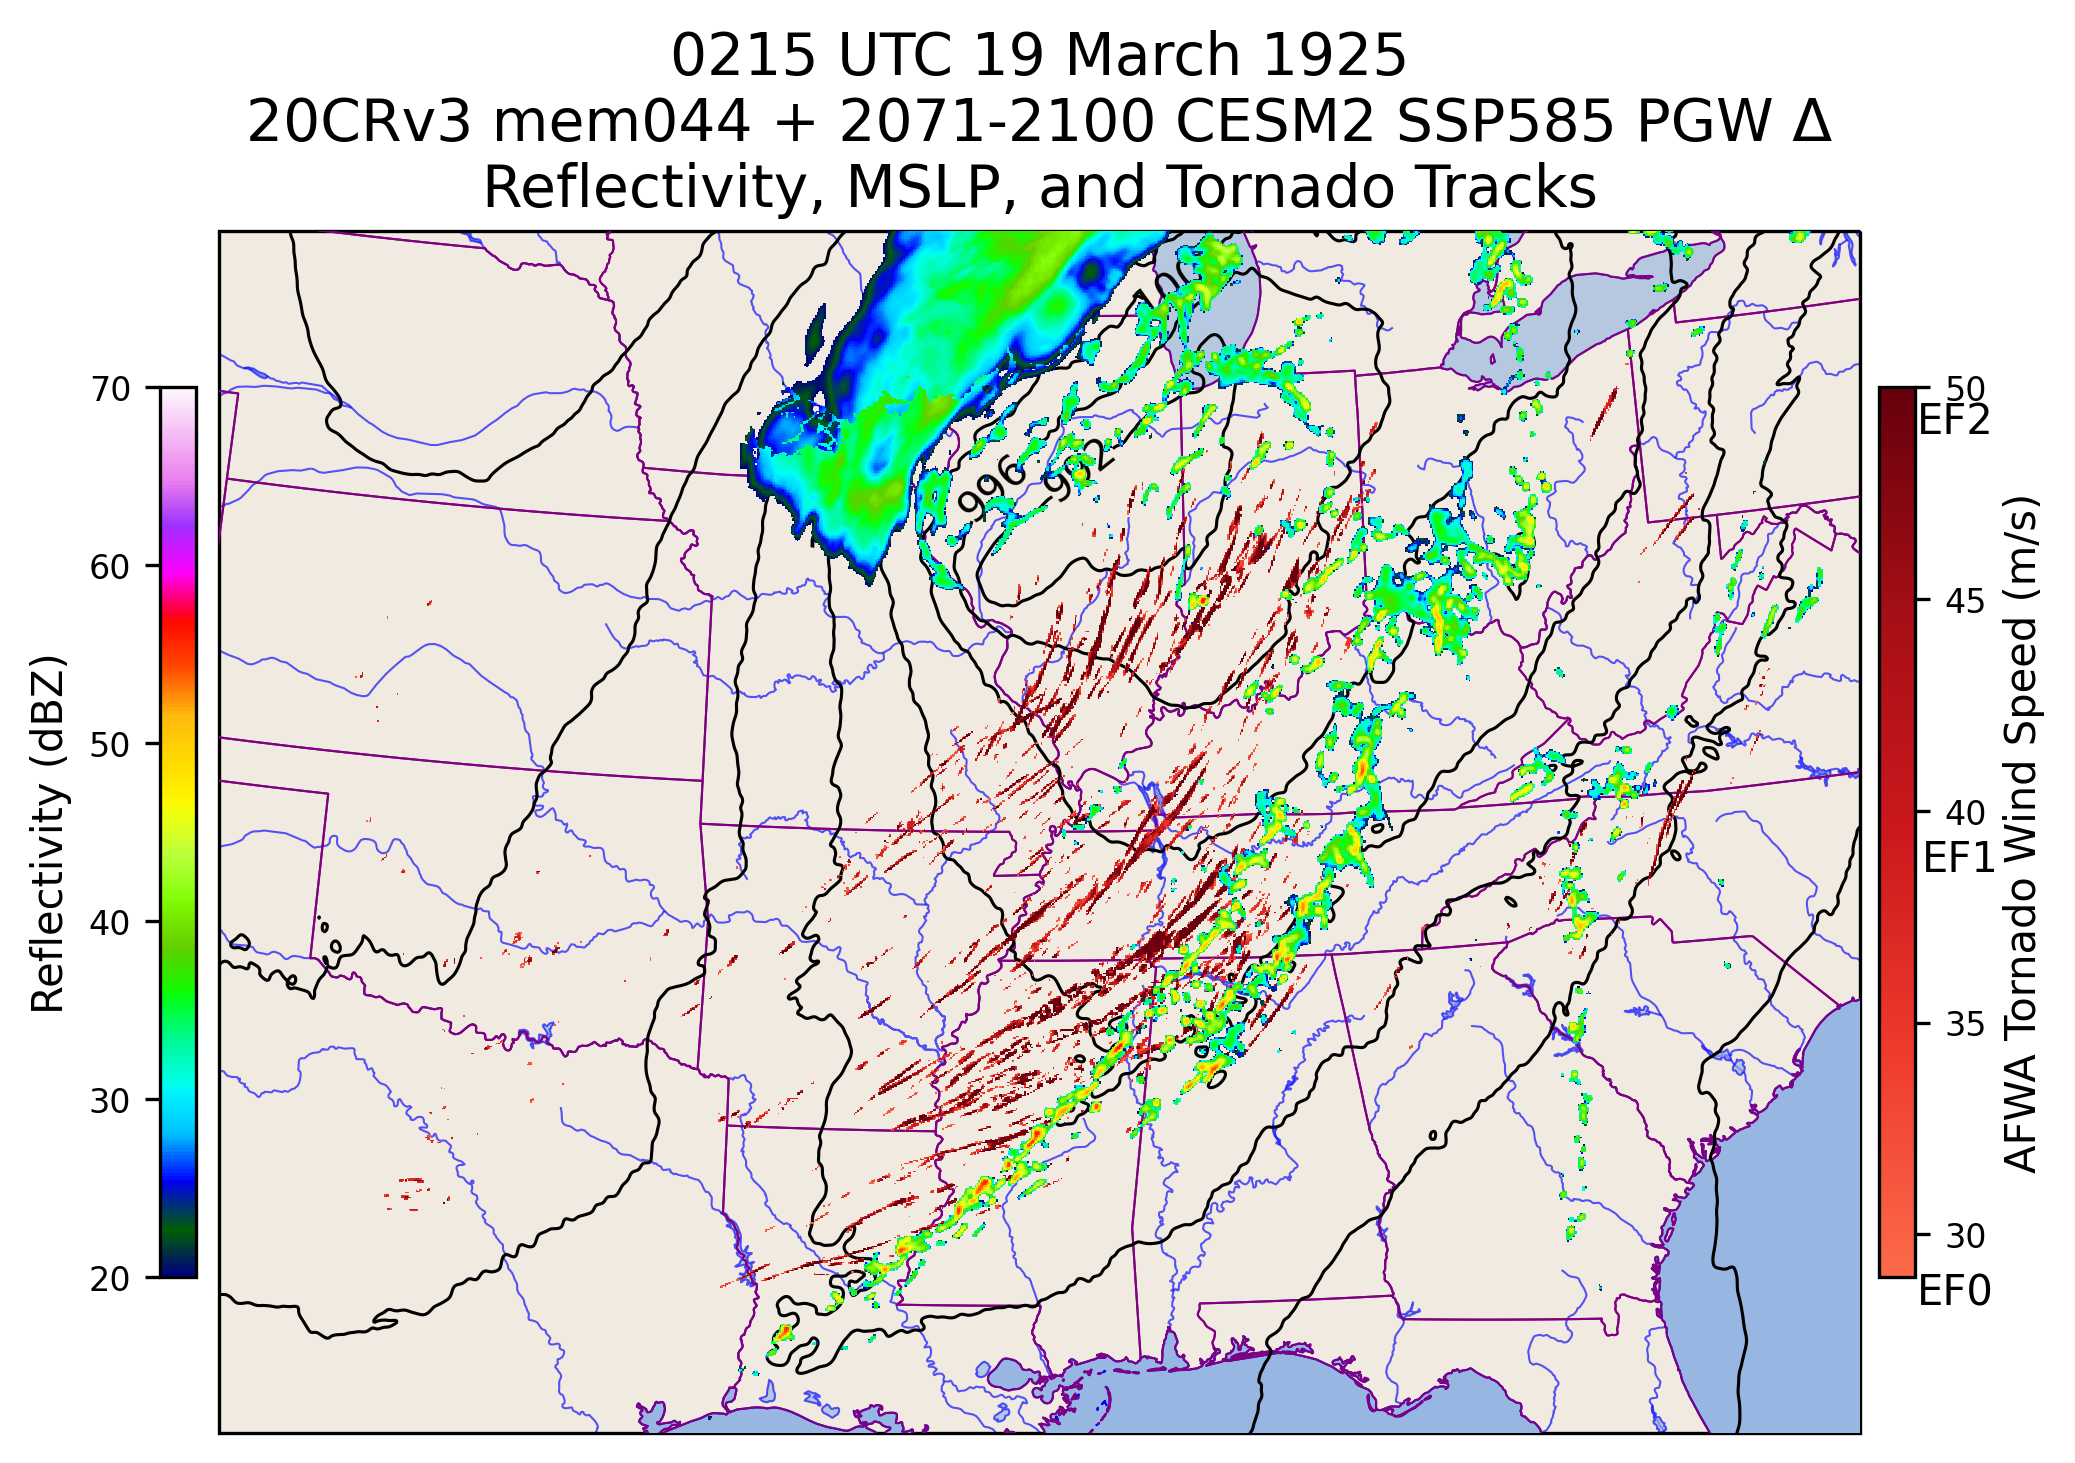 0215 UTC 19 March 1925
20CRv3 mem044 + 2071-2100 CESM2 SSP585 PGW Δ
Reflectivity, MSLP, and Tornado Tracks
996
992
70
60
50
40
30
20
Reflectivity (dBZ)
50
EF2
45
40
EF1
35
30
EF0
AFWA Tornado Wind Speed (m/s)